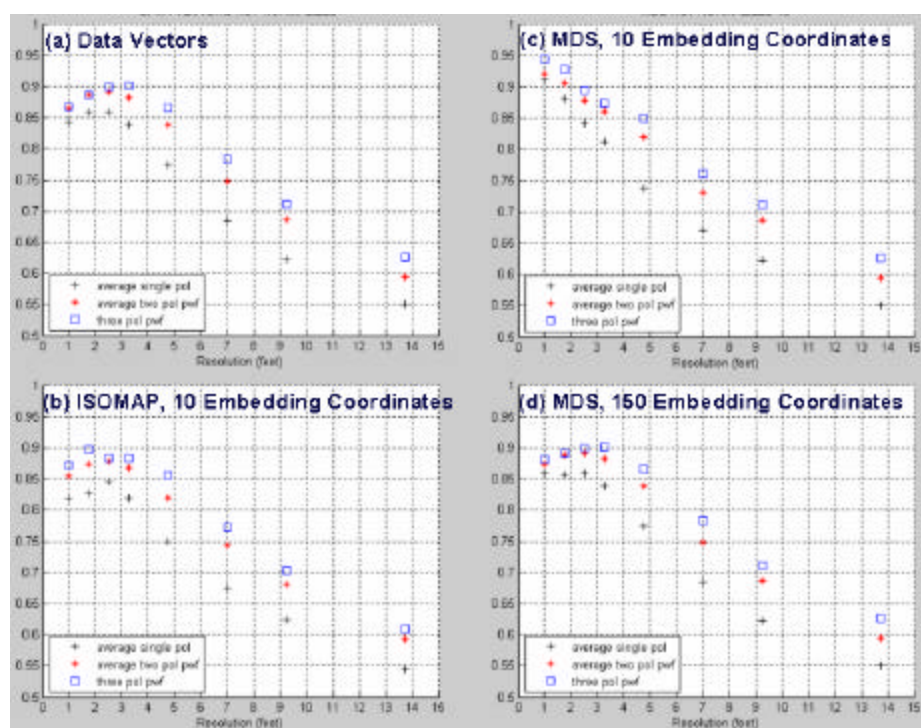 (a) Data Vectors
1
0.95
0.9
0.85
0.8
0.75
0.7
0.65
0.6
0.55
0.5
+ average single pol
* average two pol pwf
□ three pol pwf
0 1 2 3 4 5 6 7 8 9 10 11 12 13 14 15
Resolution (feet)
(c) MDS, 10 Embedding Coordinates
1
0.95
0.9
0.85
0.8
0.75
0.7
0.65
0.6
0.55
0.5
+ average single pol
* average two pol pwf
□ three pol pwf
0 1 2 3 4 5 6 7 8 9 10 11 12 13 14 15
Resolution (feet)
(b) ISOMAP, 10 Embedding Coordinates
1
0.95
0.9
0.85
0.8
0.75
0.7
0.65
0.6
0.55
0.5
+ average single pol
* average two pol pwf
□ three pol pwf
0 1 2 3 4 5 6 7 8 9 10 11 12 13 14 15
Resolution (feet)
(d) MDS, 150 Embedding Coordinates
1
0.95
0.9
0.85
0.8
0.75
0.7
0.65
0.6
0.55
0.5
+ average single pol
* average two pol pwf
□ three pol pwf
0 1 2 3 4 5 6 7 8 9 10 11 12 13 14 15
Resolution (feet)